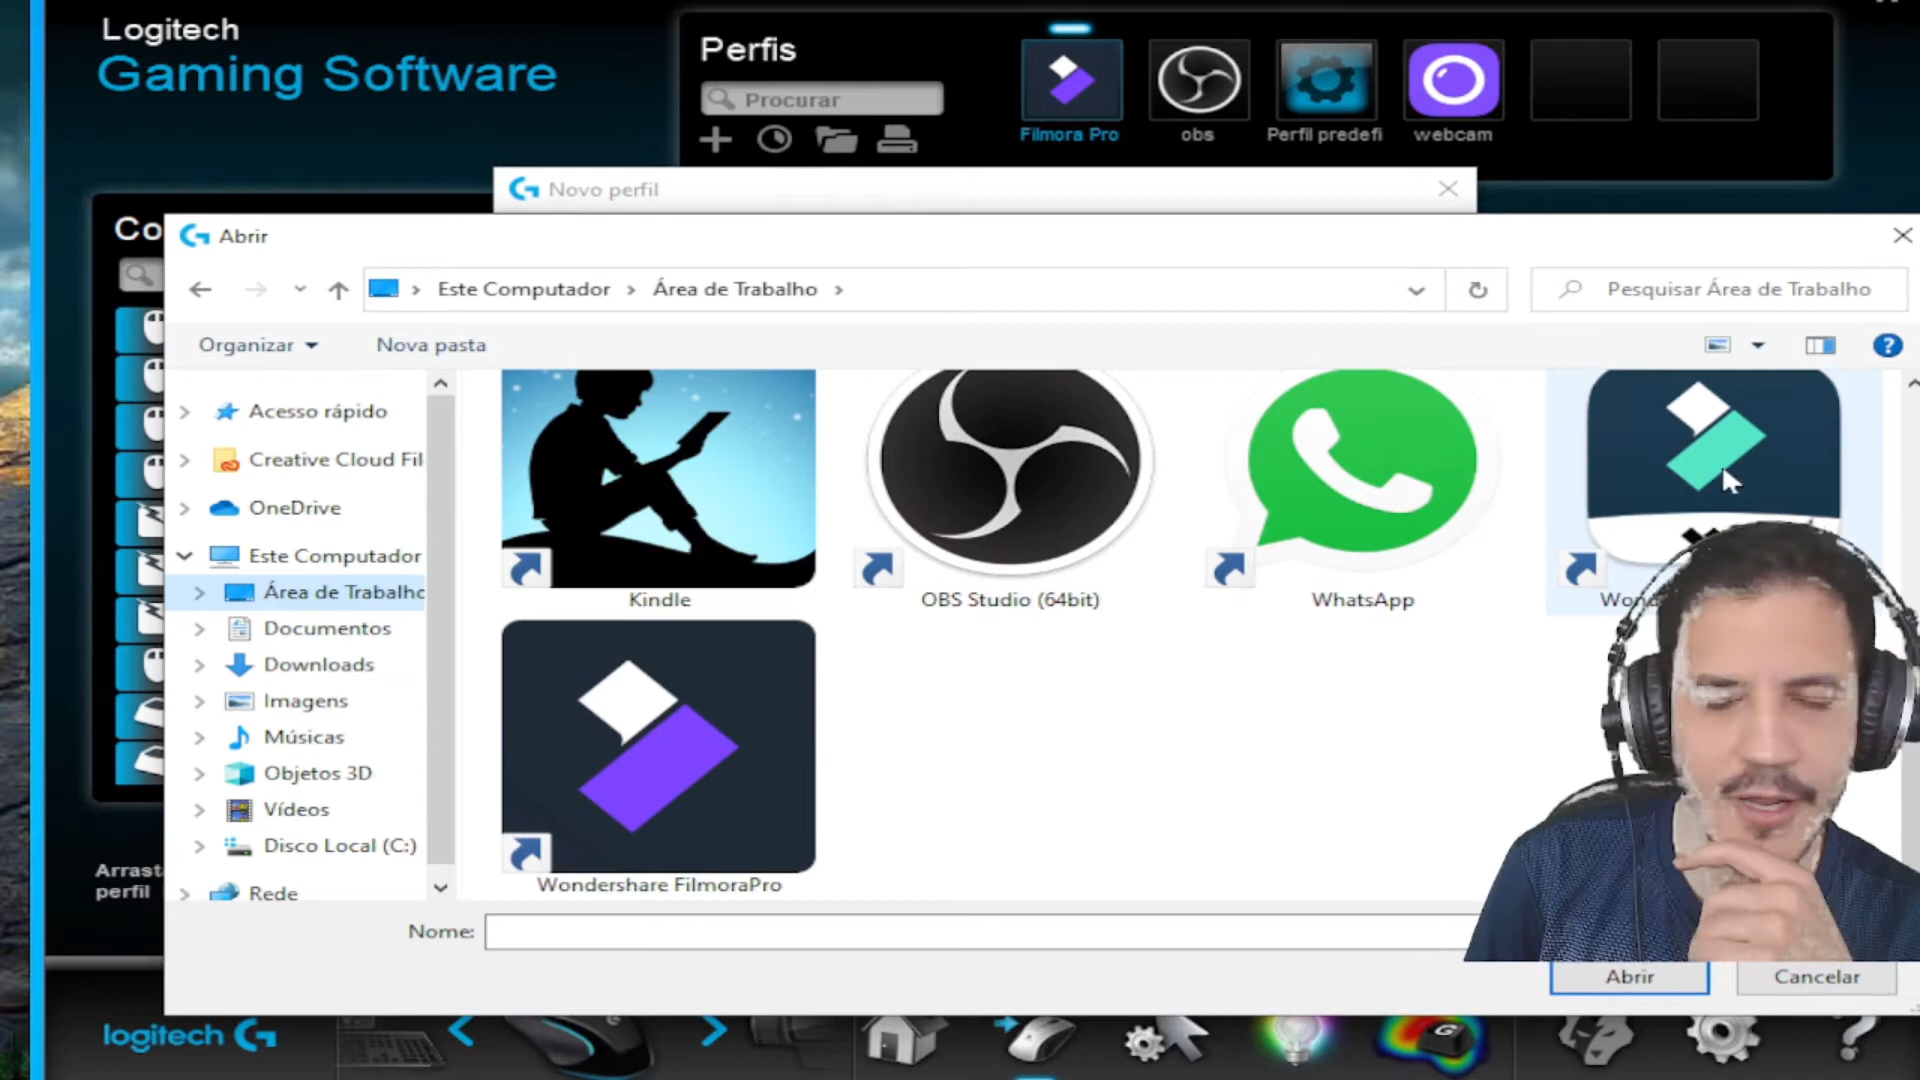 Logitech
Gaming Software
Perfis
Procurar
Filmora Pro
obs
Perfil predefi
webcam
Novo perfil
Co
Abrir
Este Computador
Área de Trabalho
Pesquisar Área de Trabalho
Organizar
Nova pasta
Acesso rápido
Creative Cloud Fil
OneDrive
Este Computador
Área de Trabalho
Documentos
Downloads
Imagens
Músicas
Objetos 3D
Vídeos
Disco Local (C:)
Rede
Kindle
OBS Studio (64bit)
WhatsApp
Won
Wondershare FilmoraPro
Arrast
perfil
Nome:
Abrir
Cancelar
logitech